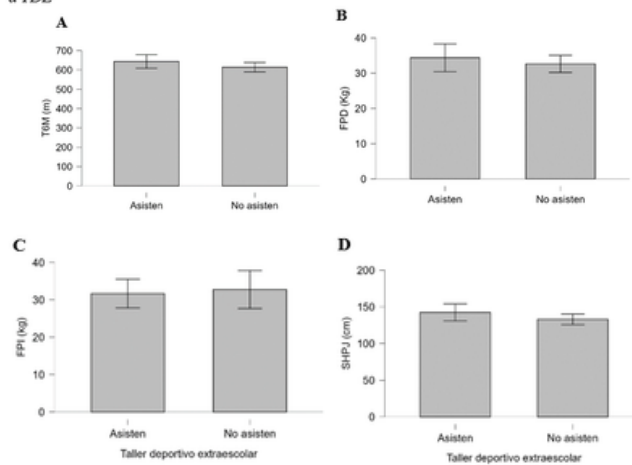 a TDE
A
700
600
500
400
300
200
100
0
T6M (m)
Asisten No asisten
B
40
30
20
10
0
FPD (Kg)
Asisten No asisten
C
40
30
20
10
0
FPI (kg)
Asisten No asisten
Taller deportivo extraescolar
D
200
150
100
50
0
SHPJ (cm)
Asisten No asisten
Taller deportivo extraescolar